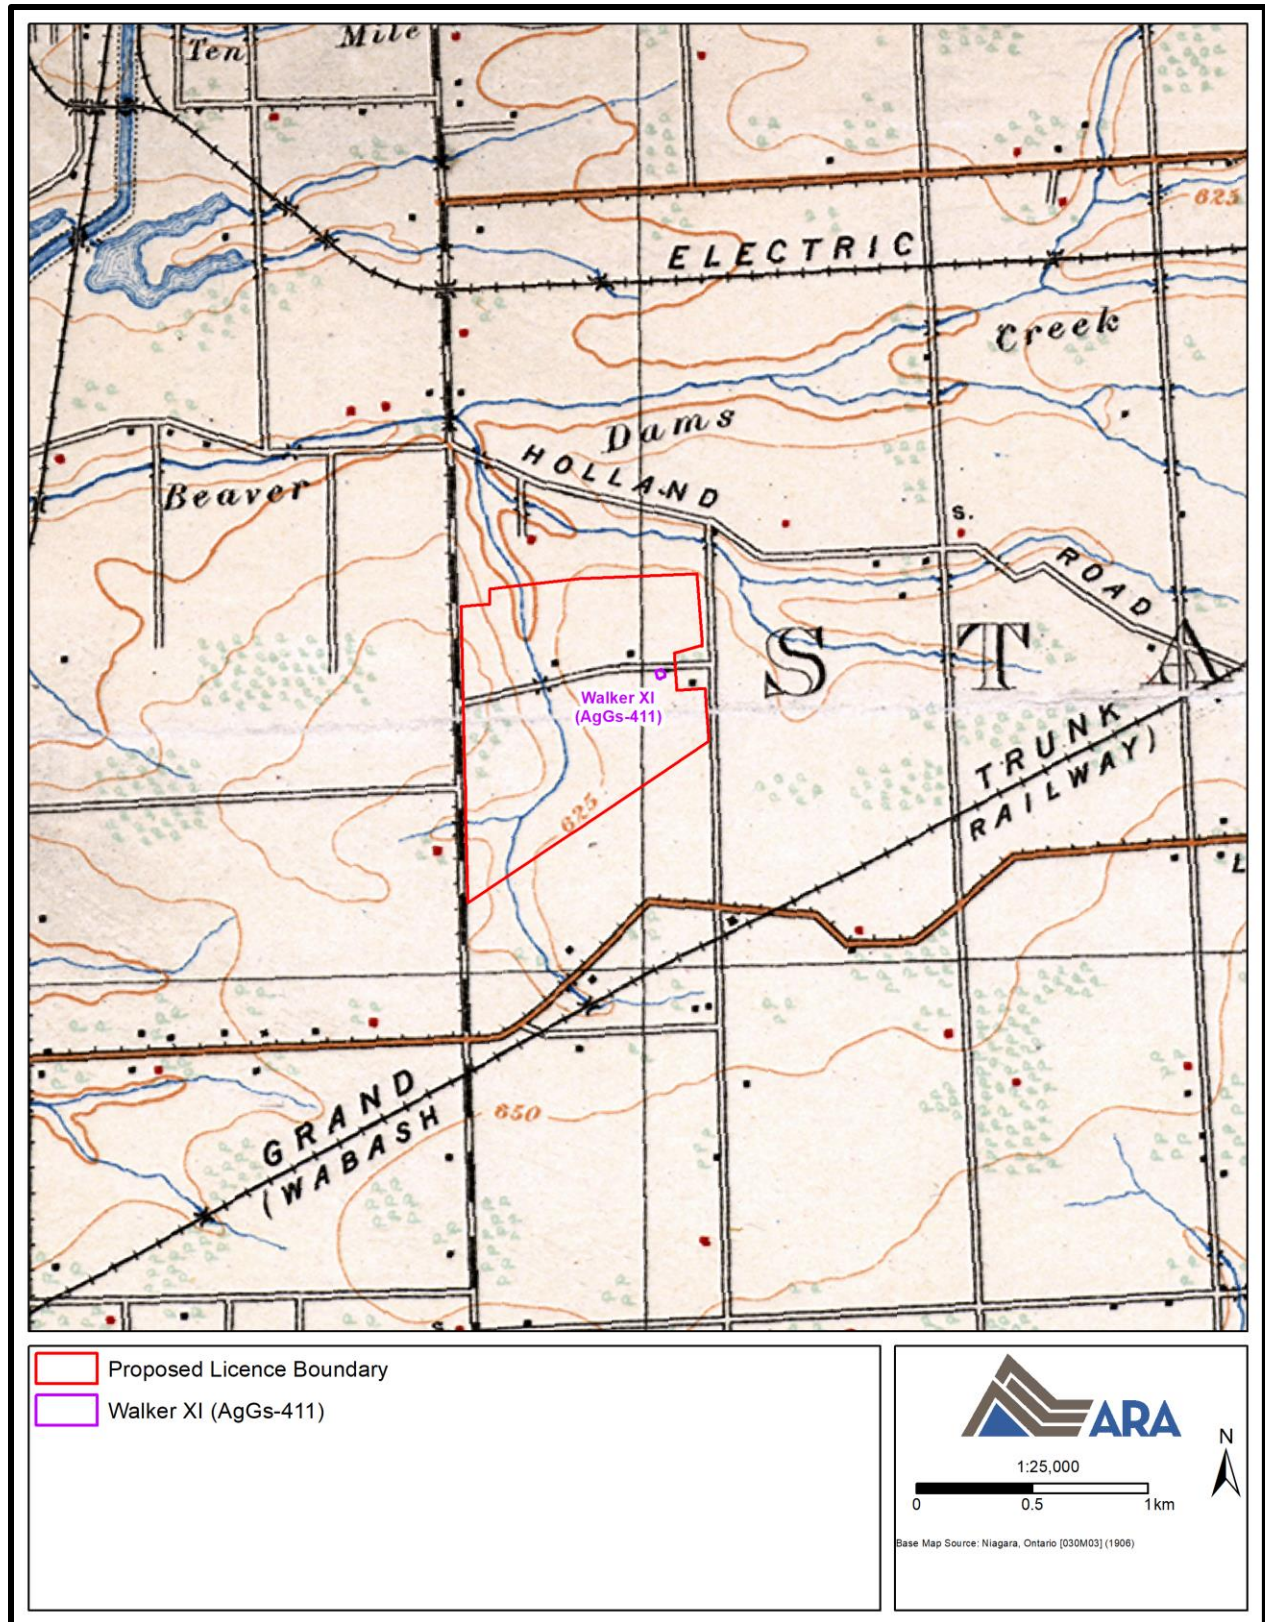 Ten
Mile
625
ELECTRIC
Creek
Dams
HOLLAND
Beaver
S.
ROAD
S T A
Walker XI
(AgGs-411)
TRUNK
RAILWAY)
625
L
GRAND
(WABASH
650
S
Proposed Licence Boundary
Walker XI (AgGs-411)
ARA
N
1:25,000
0 0.5 1km
Base Map Source: Niagara, Ontario [030M03] (1906)